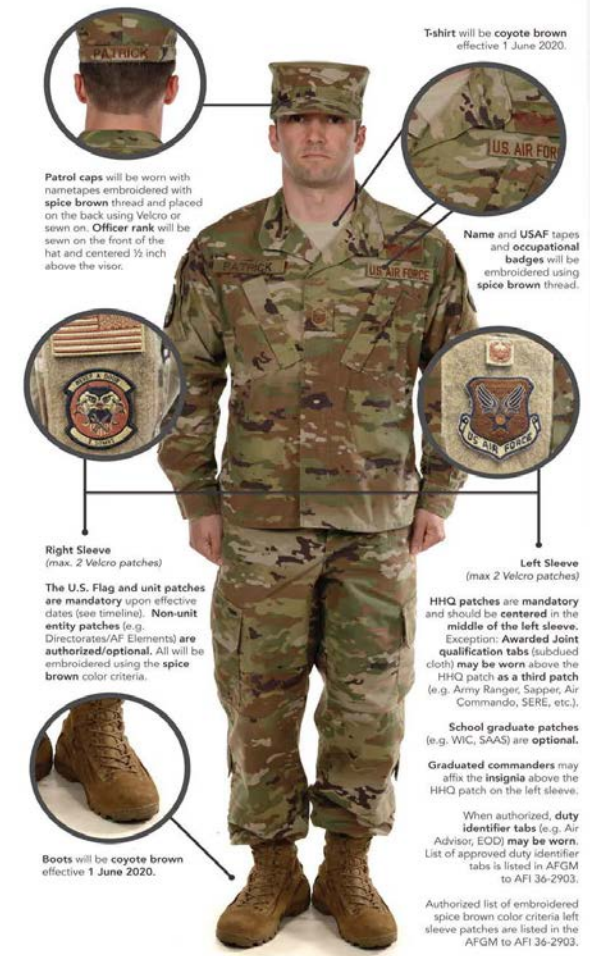 PATRICK
T-shirt will be coyote brown
effective 1 June 2020.
U.S. AIR FOR
Patrol caps will be worn with
nametapes embroidered with
spice brown thread and placed
on the back using Velcro or
sewn on. Officer rank will be
sewn on the front of the
hat and centered ½ inch
above the visor.
Name and USAF tapes
and occupational
badges will be
embroidered using
spice brown thread.
PATRICK
U.S. AIR FORCE
US AIR FORCE
Right Sleeve
(max. 2 Velcro patches)
The U.S. Flag and unit patches
are mandatory upon effective
dates (see timeline). Non-unit
entity patches (e.g.
Directorates/AF Elements) are
authorized/optional. All will be
embroidered using the spice
brown color criteria.
Left Sleeve
(max 2 Velcro patches)
HHQ patches are mandatory
and should be centered in the
middle of the left sleeve.
Exception: Awarded Joint
qualification tabs (subdued
cloth) may be worn above the
HHQ patch as a third patch
(e.g. Army Ranger, Sapper, Air
Commando, SERE, etc.).
School graduate patches
(e.g. WIC, SAAS) are optional.
Graduated commanders may
affix the insignia above the
HHQ patch on the left sleeve.
When authorized, duty
identifier tabs (e.g. Air
Advisor, EOD) may be worn.
List of approved duty identifier
tabs is listed in AFGM
to AFI 36-2903.
Authorized list of embroidered
spice brown color criteria left
sleeve patches are listed in the
AFGM to AFI 36-2903.
Boots will be coyote brown
effective 1 June 2020.